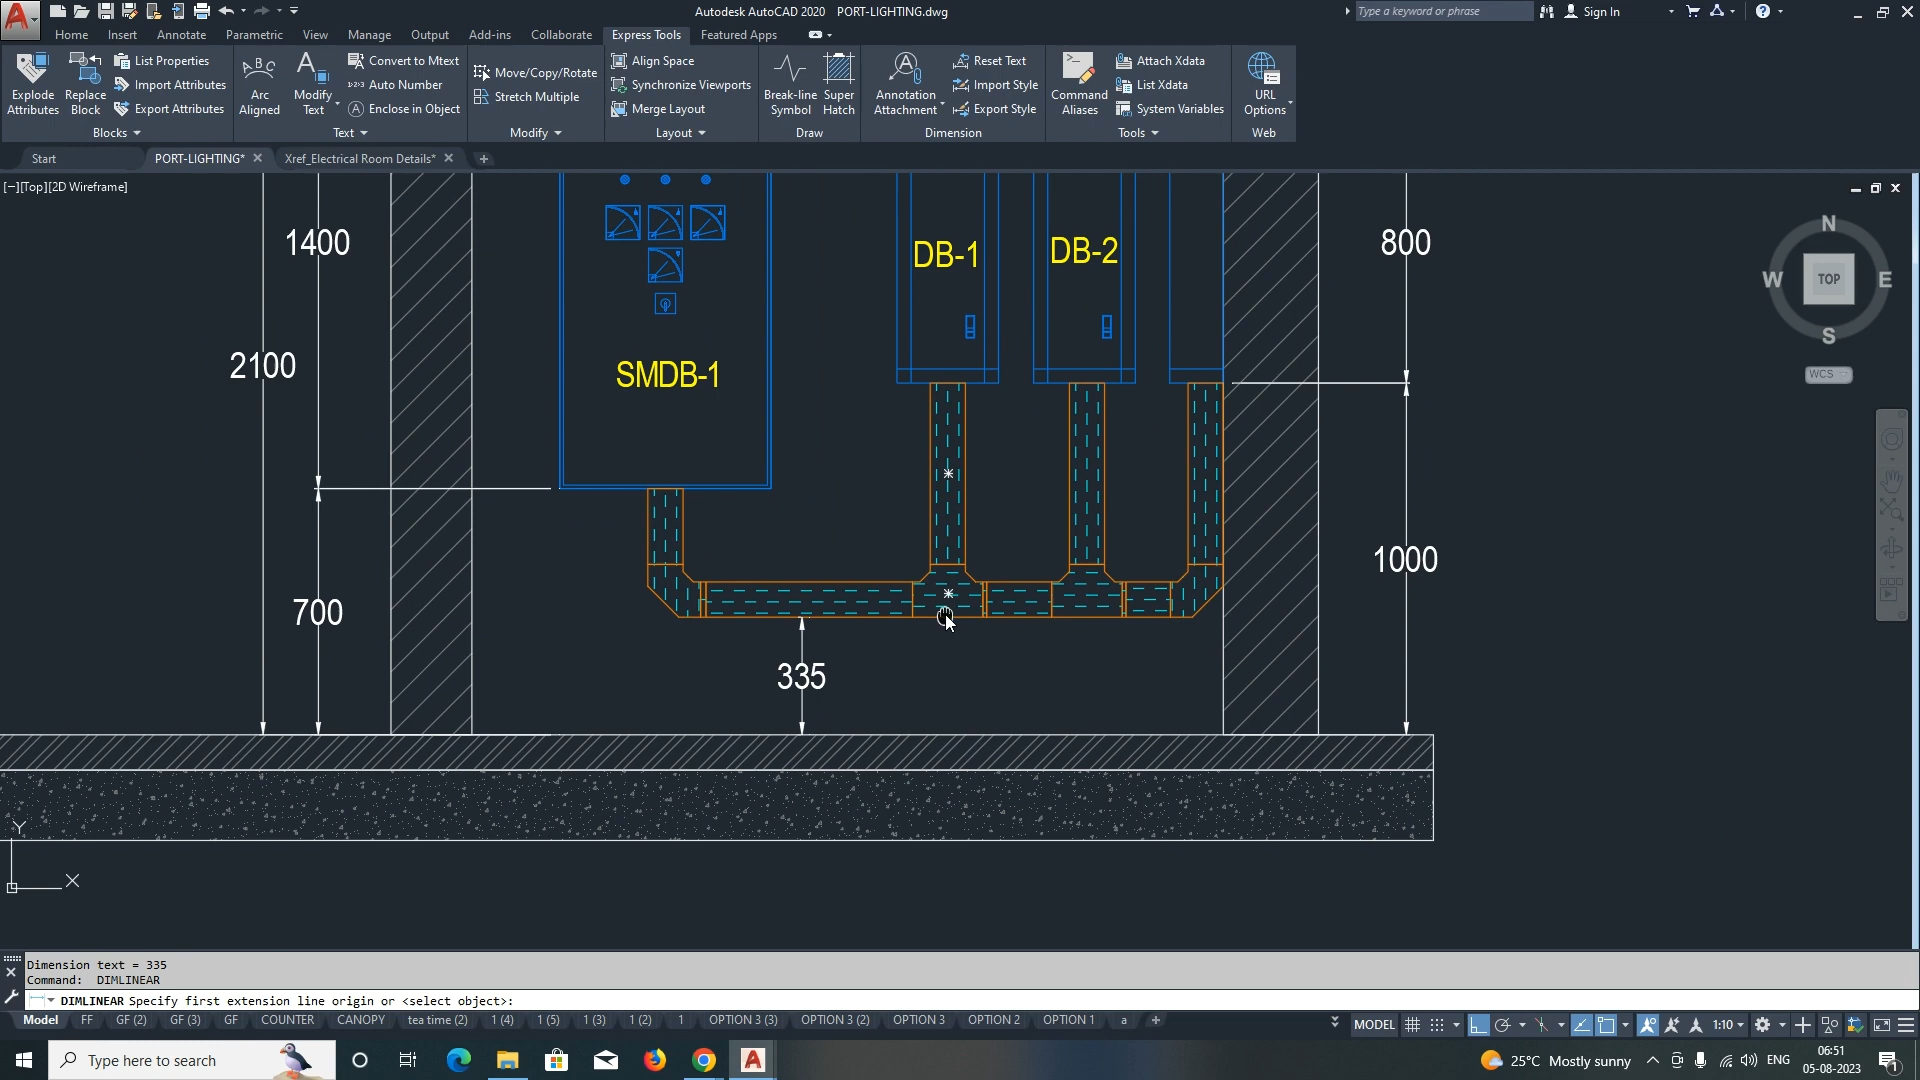 Autodesk AutoCAD 2020 PORT-LIGHTING.dwg
Type a keyword or phrase
Sign In
Home Insert Annotate Parametric View Manage Output Add-ins Collaborate Express Tools Featured Apps
Explode Attributes
Replace Block
List Properties
Import Attributes
Export Attributes
Blocks
Arc Aligned
Modify Text
Convert to Mtext
Auto Number
Enclose in Object
Text
Move/Copy/Rotate
Stretch Multiple
Modify
Align Space
Synchronize Viewports
Merge Layout
Layout
Break-line Symbol
Super Hatch
Draw
Annotation Attachment
Reset Text
Import Style
Export Style
Dimension
Command Aliases
Attach Xdata
List Xdata
System Variables
Tools
URL Options
Web
Start
PORT-LIGHTING*
Xref_Electrical Room Details*
[−][Top][2D Wireframe]
N
W TOP E
S
WCS
1400
DB-1
DB-2
800
2100
SMDB-1
1000
700
335
Y
X
Dimension text = 335
Command: DIMLINEAR
DIMLINEAR Specify first extension line origin or <select object>:
Model FF GF (2) GF (3) GF COUNTER CANOPY tea time (2) 1 (4) 1 (5) 1 (3) 1 (2) 1 OPTION 3 (3) OPTION 3 (2) OPTION 3 OPTION 2 OPTION 1 a
MODEL
1:10
Type here to search
25°C Mostly sunny
ENG
06:51
05-08-2023
1